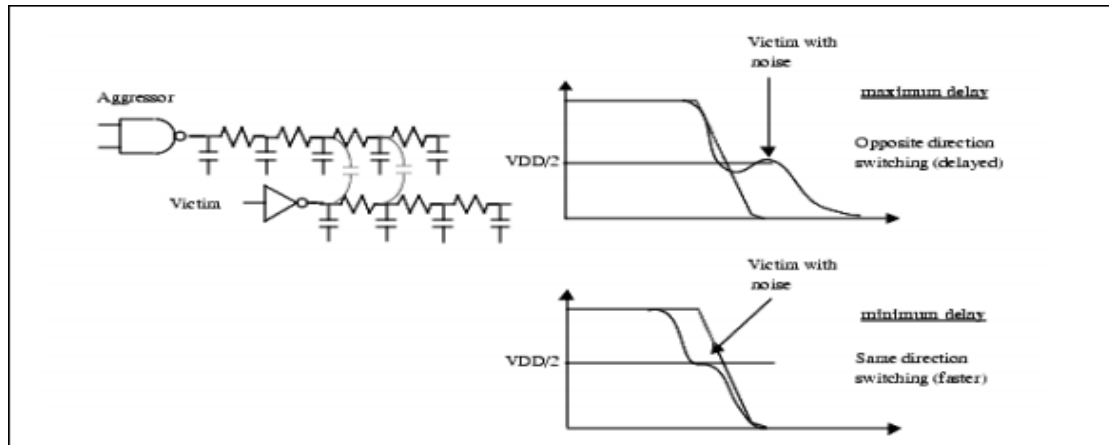 Aggressor
Victim
Victim with
noise
maximum delay
VDD/2
Opposite direction
switching (delayed)
Victim with
noise
minimum delay
VDD/2
Same direction
switching (faster)